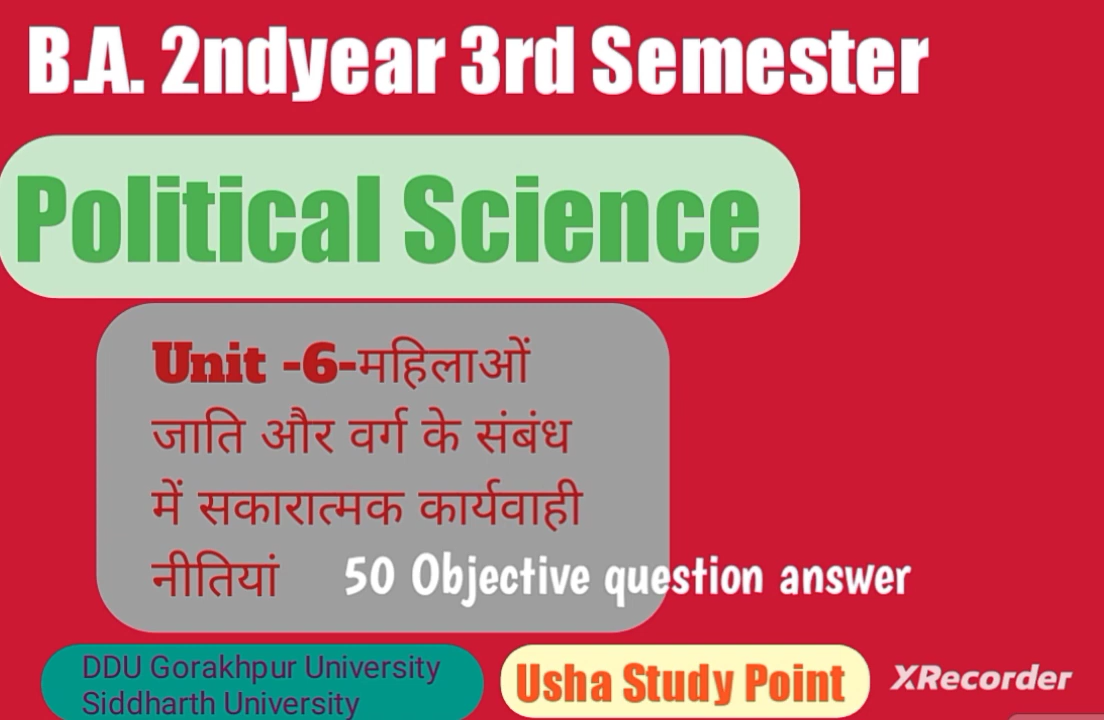 B.A. 2ndyear 3rd Semester
Political Science
Unit -6-महिलाओं
जाति और वर्ग के संबंध
में सकारात्मक कार्यवाही
नीतियां 50 Objective question answer
DDU Gorakhpur University
Siddharth University
Usha Study Point
XRecorder